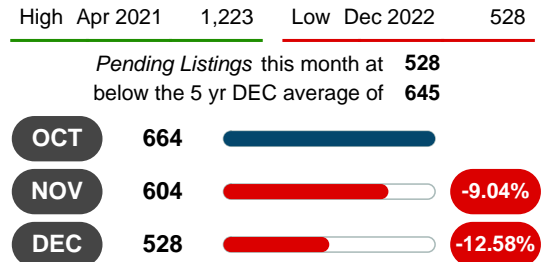 High Apr 2021 1,223 Low Dec 2022 528
Pending Listings this month at 528
below the 5 yr DEC average of 645
OCT 664
NOV 604 -9.04%
DEC 528 -12.58%